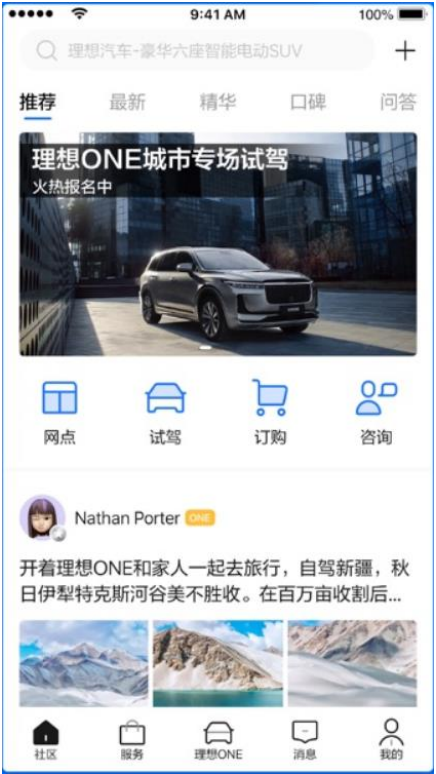 9:41 AM
100%
理想汽车-豪华六座智能电动SUV
推荐 最新 精华 口碑 问答
理想ONE城市专场试驾
火热报名中
网点 试驾 订购 咨询
Nathan Porter ONE
开着理想ONE和家人一起去旅行，自驾新疆，秋
日伊犁特克斯河谷美不胜收。在百万亩收割后...
社区 服务 理想ONE 消息 我的